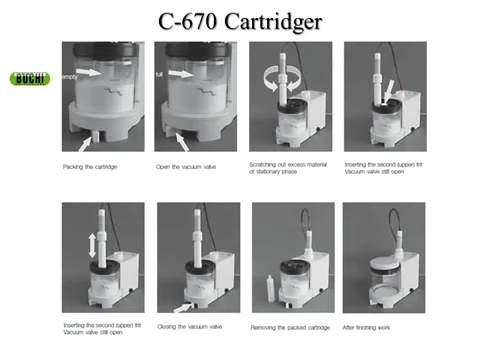 C-670 Cartridger
BUCHI
empty
full
Packing the cartridge
Open the vacuum valve
Scratching out excess material
of stationary phase
Inserting the second (upper) frit
Vacuum valve still open
Inserting the second (upper) frit
Vacuum valve still open
Closing the vacuum valve
Removing the packed cartridge
After finishing work